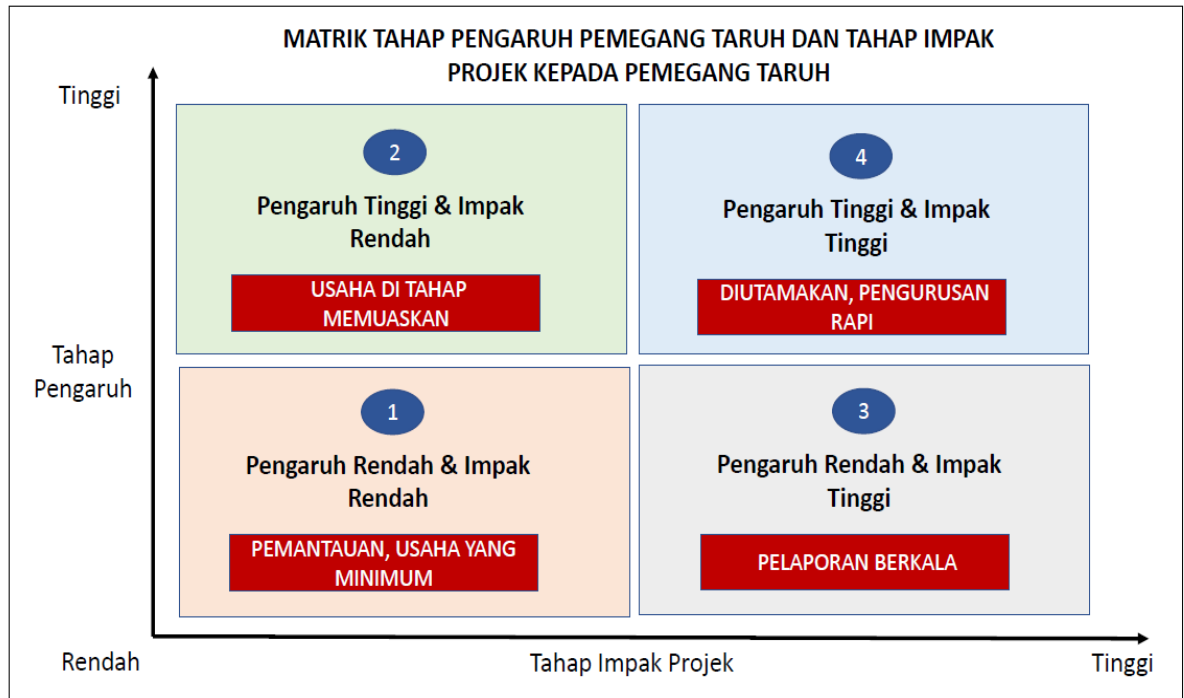 MATRIK TAHAP PENGARUH PEMEGANG TARUH DAN TAHAP IMPAK
PROJEK KEPADA PEMEGANG TARUH
Tinggi
2
Pengaruh Tinggi & Impak
Rendah
USAHA DI TAHAP
MEMUASKAN
4
Pengaruh Tinggi & Impak
Tinggi
DIUTAMAKAN, PENGURUSAN
RAPI
Tahap
Pengaruh
1
Pengaruh Rendah & Impak
Rendah
PEMANTAUAN, USAHA YANG
MINIMUM
3
Pengaruh Rendah & Impak
Tinggi
PELAPORAN BERKALA
Rendah
Tahap Impak Projek
Tinggi